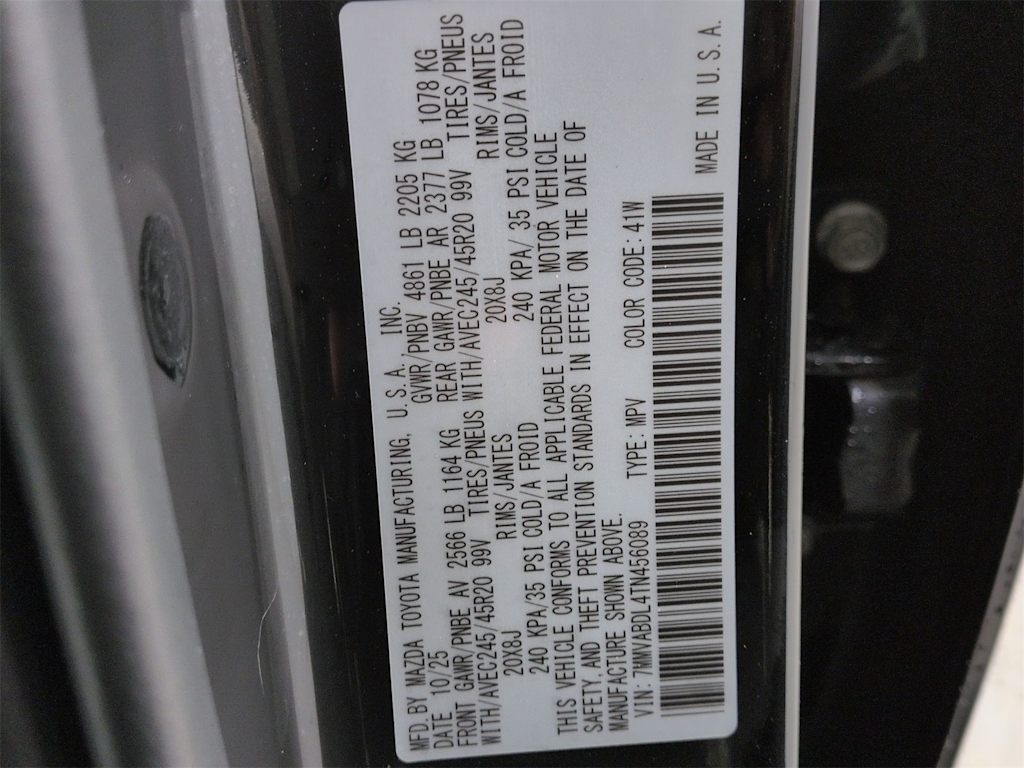 MFD. BY MAZDA TOYOTA MANUFACTURING, U.S.A. INC.
DATE 10/25 GVWR/PNBV 4861 LB 2205 KG
FRONT GAWR/PNBE AV 2566 LB 1164 KG REAR GAWR/PNBE AR 2377 LB 1078 KG
WITH/AVEC245/45R20 99V TIRES/PNEUS WITH/AVEC245/45R20 99V TIRES/PNEUS
20X8J RIMS/JANTES 20X8J RIMS/JANTES
240 KPA/35 PSI COLD/A FROID 240 KPA/ 35 PSI COLD/A FROID
THIS VEHICLE CONFORMS TO ALL APPLICABLE FEDERAL MOTOR VEHICLE
SAFETY,AND THEFT PREVENTION STANDARDS IN EFFECT ON THE DATE OF
MANUFACTURE SHOWN ABOVE.
VIN:7MMVABDL4TN456089 TYPE: MPV COLOR CODE:41W
MADE IN U.S.A.